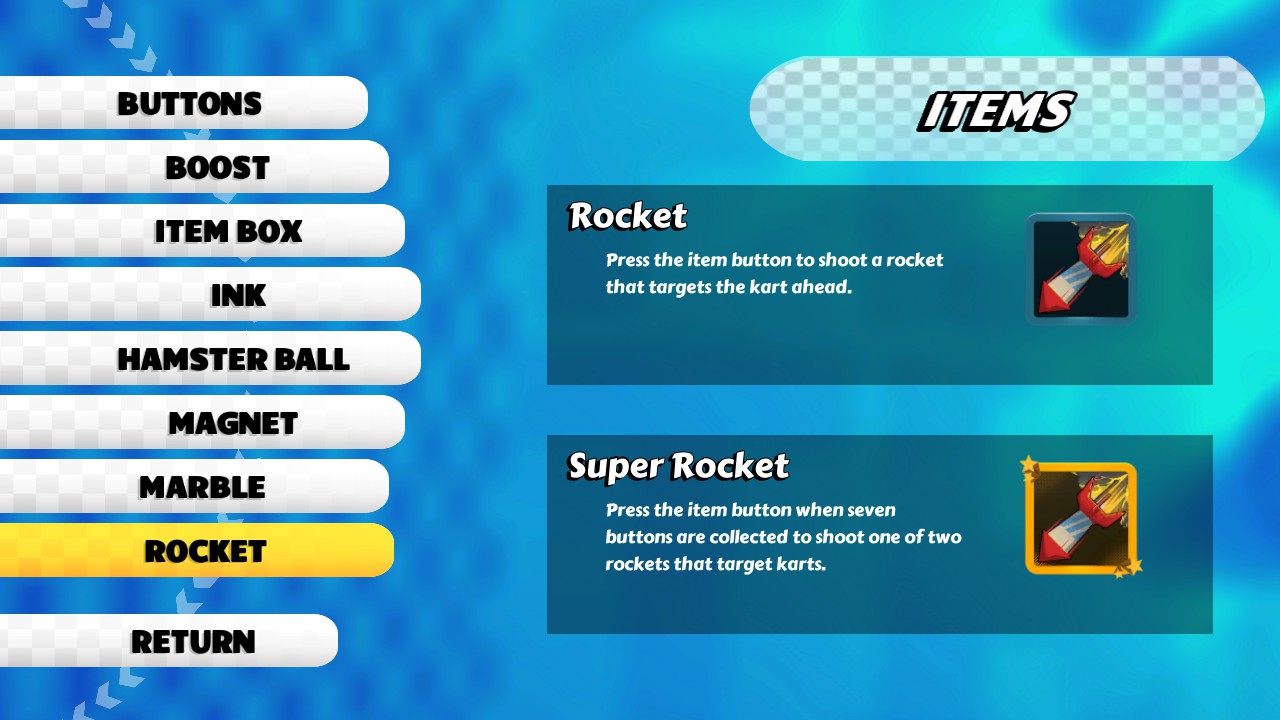 BUTTONS
BOOST
ITEM BOX
INK
HAMSTER BALL
MAGNET
MARBLE
ROCKET
RETURN
ITEMS
Rocket
Press the item button to shoot a rocket
that targets the kart ahead.
Super Rocket
Press the item button when seven
buttons are collected to shoot one of two
rockets that target karts.